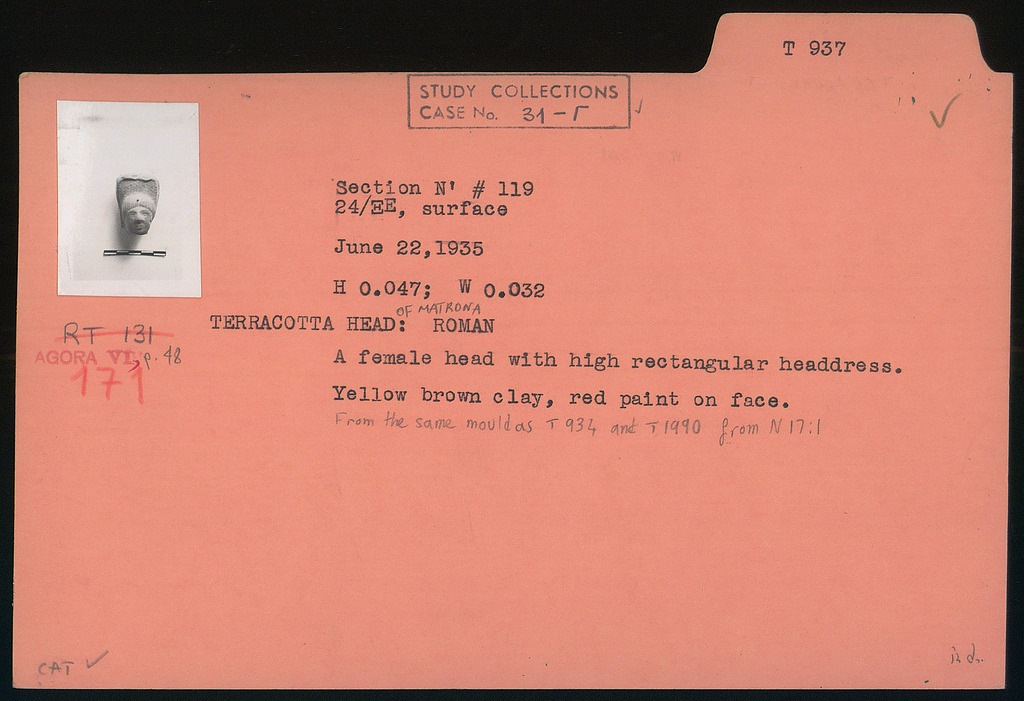 T 937
STUDY COLLECTIONS
CASE No. 31-Γ
Section N' # 119
24/EE, surface
June 22,1935
H 0.047; W 0.032
OF MATRONA
TERRACOTTA HEAD: ROMAN
RT 131
AGORA VI, p. 48
171
A female head with high rectangular headdress.
Yellow brown clay, red paint on face.
From the same mould as T 934 and T 1990 from N 17:1
CAT